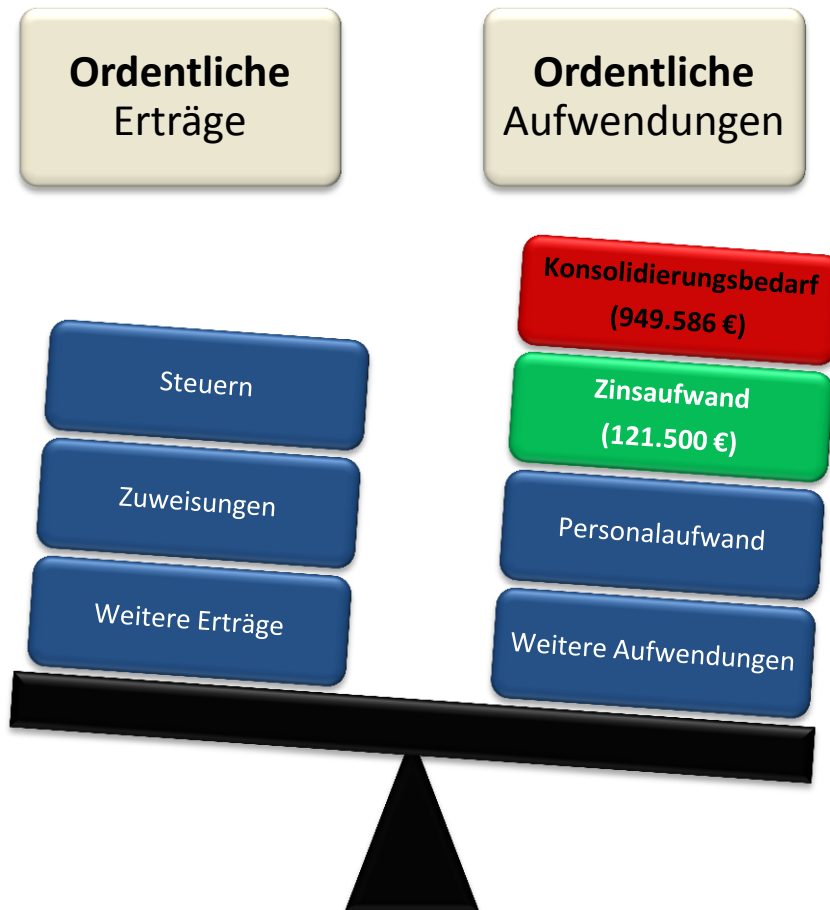 Ordentliche
Erträge
Ordentliche
Aufwendungen
Steuern
Zuweisungen
Weitere Erträge
Konsolidierungsbedarf
(949.586 €)
Zinsaufwand
(121.500 €)
Personalaufwand
Weitere Aufwendungen